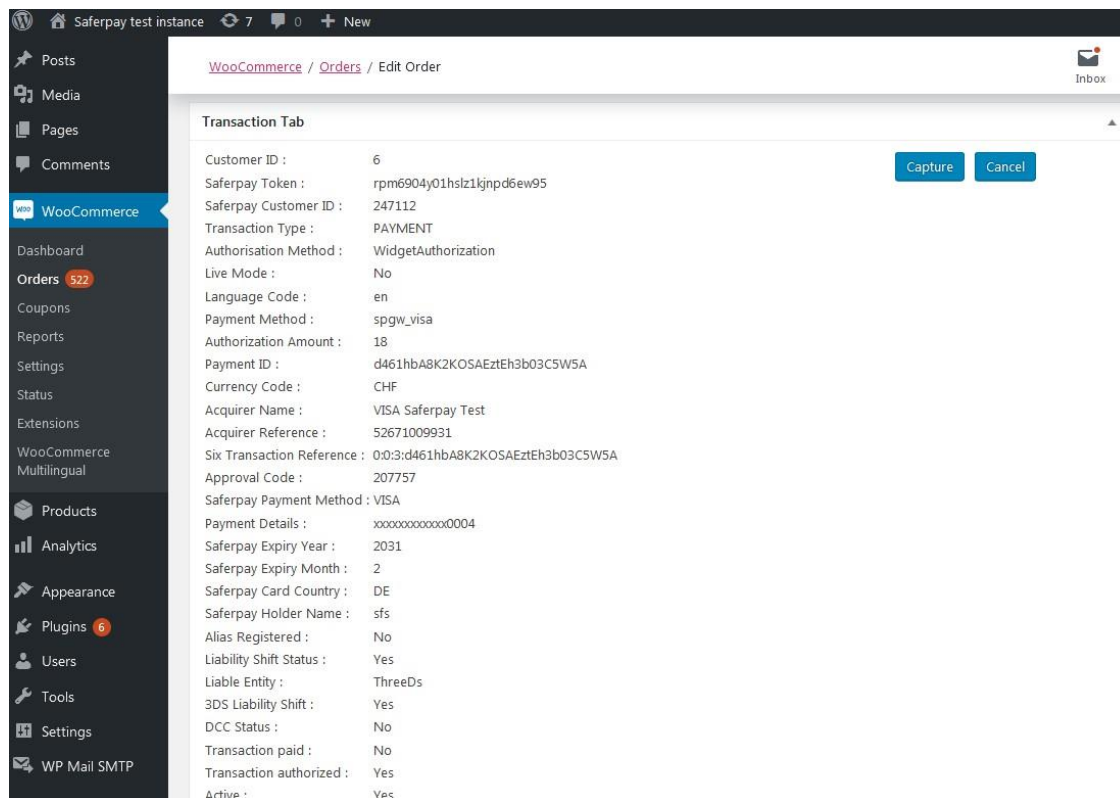 Saferpay test instance 7 0 + New
Posts
Media
Pages
Comments
WooCommerce
Dashboard
Orders 522
Coupons
Reports
Settings
Status
Extensions
WooCommerce
Multilingual
Products
Analytics
Appearance
Plugins 6
Users
Tools
Settings
WP Mail SMTP
WooCommerce / Orders / Edit Order
Inbox
Transaction Tab
Capture Cancel
Customer ID : 6
Saferpay Token : rpm6904y01hslz1kjnpd6ew95
Saferpay Customer ID : 247112
Transaction Type : PAYMENT
Authorisation Method : WidgetAuthorization
Live Mode : No
Language Code : en
Payment Method : spgw_visa
Authorization Amount : 18
Payment ID : d461hbA8K2KOSAEztEh3b03C5W5A
Currency Code : CHF
Acquirer Name : VISA Saferpay Test
Acquirer Reference : 52671009931
Six Transaction Reference : 0:0:3:d461hbA8K2KOSAEztEh3b03C5W5A
Approval Code : 207757
Saferpay Payment Method : VISA
Payment Details : xxxxxxxxxxxx0004
Saferpay Expiry Year : 2031
Saferpay Expiry Month : 2
Saferpay Card Country : DE
Saferpay Holder Name : sfs
Alias Registered : No
Liability Shift Status : Yes
Liable Entity : ThreeDs
3DS Liability Shift : Yes
DCC Status : No
Transaction paid : No
Transaction authorized : Yes
Active : Yes